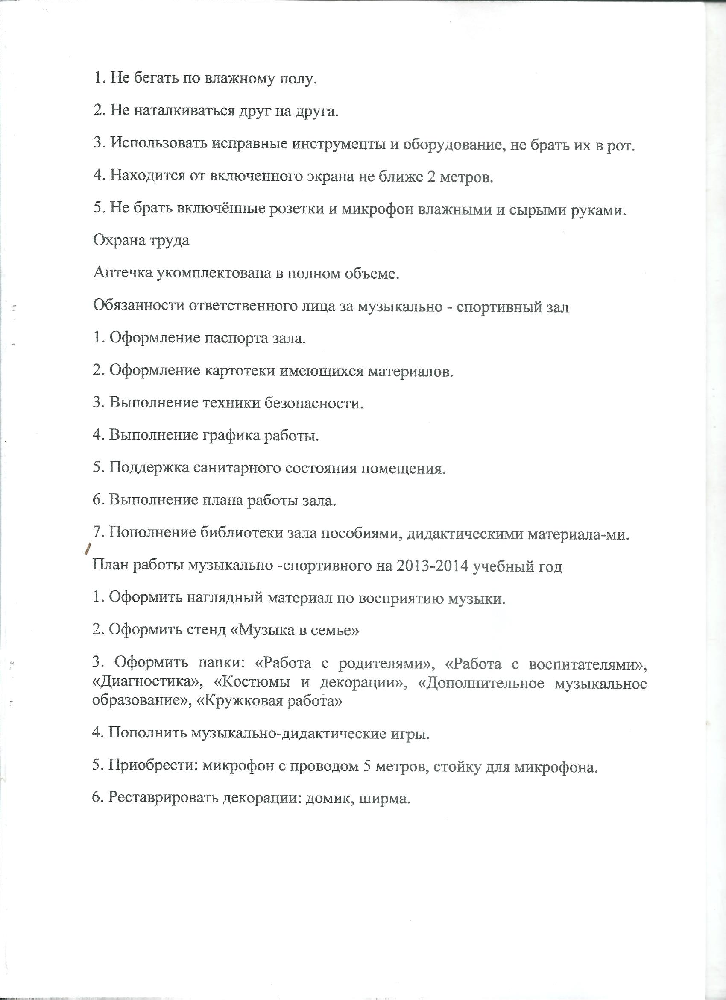 1. Не бегать по влажному полу.
2. Не наталкиваться друг на друга.
3. Использовать исправные инструменты и оборудование, не брать их в рот.
4. Находится от включенного экрана не ближе 2 метров.
5. Не брать включённые розетки и микрофон влажными и сырыми руками.
Охрана труда
Аптечка укомплектована в полном объеме.
Обязанности ответственного лица за музыкально - спортивный зал
1. Оформление паспорта зала.
2. Оформление картотеки имеющихся материалов.
3. Выполнение техники безопасности.
4. Выполнение графика работы.
5. Поддержка санитарного состояния помещения.
6. Выполнение плана работы зала.
7. Пополнение библиотеки зала пособиями, дидактическими материала-ми.
План работы музыкально -спортивного на 2013-2014 учебный год
1. Оформить наглядный материал по восприятию музыки.
2. Оформить стенд «Музыка в семье»
3. Оформить папки: «Работа с родителями», «Работа с воспитателями»,
«Диагностика», «Костюмы и декорации», «Дополнительное музыкальное
образование», «Кружковая работа»
4. Пополнить музыкально-дидактические игры.
5. Приобрести: микрофон с проводом 5 метров, стойку для микрофона.
6. Реставрировать декорации: домик, ширма.